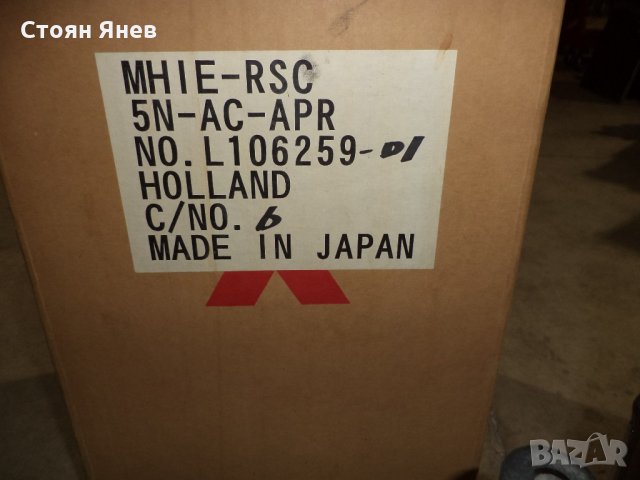 Стоян Янев
MHIE-RSC
5N-AC-APR
NO. L106259-01
HOLLAND
C/NO. 6
MADE IN JAPAN
BAZAR